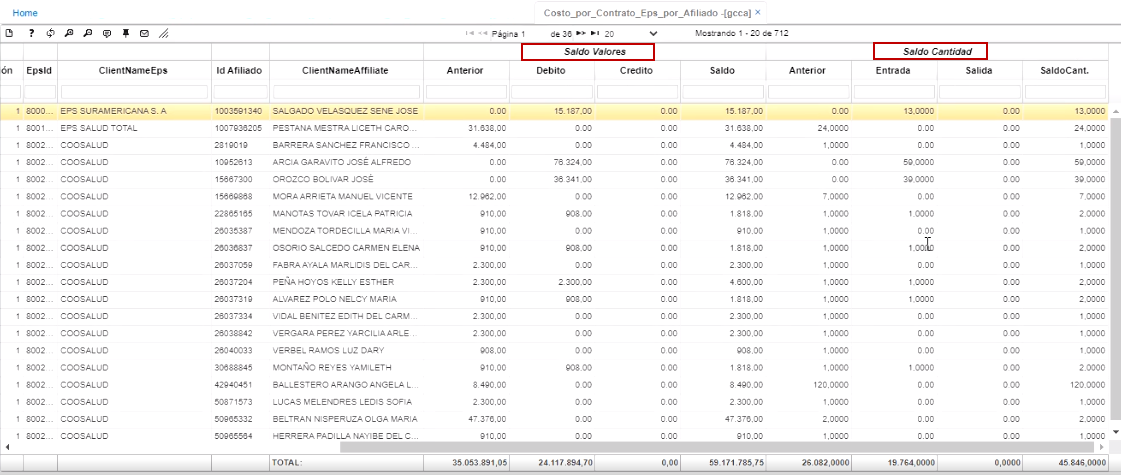 Home Costo_por_Contrato_Eps_por_Afiliado -[gcca] ×
Página 1 de 36 20 Mostrando 1 - 20 de 712
Saldo Valores Saldo Cantidad
ón EpsId ClientNameEps Id Afiliado ClientNameAffiliate Anterior Debito Credito Saldo Anterior Entrada Salida SaldoCant.
1 8000... EPS SURAMERICANA S. A 1003591340 SALGADO VELASQUEZ SENE JOSE 0.00 15.187,00 0.00 15.187,00 0.00 13,0000 0.00 13,0000
1 8001... EPS SALUD TOTAL 1007936205 PESTANA MESTRA LICETH CARO... 31.638,00 0.00 0.00 31.638,00 24,0000 0.00 0.00 24,0000
1 8002... COOSALUD 2819019 BARRERA SANCHEZ FRANCISCO ... 4.484,00 0.00 0.00 4.484,00 1,0000 0.00 0.00 1,0000
1 8002... COOSALUD 10952613 ARCIA GARAVITO JOSÈ ALFREDO 0.00 76.324,00 0.00 76.324,00 0.00 59,0000 0.00 59,0000
1 8002... COOSALUD 15667300 OROZCO BOLIVAR JOSÈ 0.00 36.341,00 0.00 36.341,00 0.00 39,0000 0.00 39,0000
1 8002... COOSALUD 15669868 MORA ARRIETA MANUEL VICENTE 12.962,00 0.00 0.00 12.962,00 7,0000 0.00 0.00 7,0000
1 8002... COOSALUD 22865165 MANOTAS TOVAR ICELA PATRICIA 910,00 908,00 0.00 1.818,00 1,0000 1,0000 0.00 2,0000
1 8002... COOSALUD 26035387 MENDOZA TORDECILLA MARIA VI... 910,00 0.00 0.00 910,00 1,0000 0.00 0.00 1,0000
1 8002... COOSALUD 26036837 OSORIO SALCEDO CARMEN ELENA 910,00 908,00 0.00 1.818,00 1,0000 1,0000 0.00 2,0000
1 8002... COOSALUD 26037059 FABRA AYALA MARLIDIS DEL CAR... 2.300,00 0.00 0.00 2.300,00 1,0000 0.00 0.00 1,0000
1 8002... COOSALUD 26037204 PEÑA HOYOS KELLY ESTHER 2.300,00 2.300,00 0.00 4.600,00 1,0000 1,0000 0.00 2,0000
1 8002... COOSALUD 26037319 ALVAREZ POLO NELCY MARIA 910,00 908,00 0.00 1.818,00 1,0000 1,0000 0.00 2,0000
1 8002... COOSALUD 26037334 VIDAL BENITEZ EDITH DEL CARM... 2.300,00 0.00 0.00 2.300,00 1,0000 0.00 0.00 1,0000
1 8002... COOSALUD 26038842 VERGARA PEREZ YARCILIA ARLE... 2.300,00 0.00 0.00 2.300,00 1,0000 0.00 0.00 1,0000
1 8002... COOSALUD 26040033 VERBEL RAMOS LUZ DARY 908,00 0.00 0.00 908,00 1,0000 0.00 0.00 1,0000
1 8002... COOSALUD 30688845 MONTAÑO REYES YAMILETH 910,00 908,00 0.00 1.818,00 1,0000 1,0000 0.00 2,0000
1 8002... COOSALUD 42940451 BALLESTERO ARANGO ANGELA L... 8.490,00 0.00 0.00 8.490,00 120,0000 0.00 0.00 120,0000
1 8002... COOSALUD 50871573 LUCAS MELENDRES LEDIS SOFIA 2.300,00 0.00 0.00 2.300,00 1,0000 0.00 0.00 1,0000
1 8002... COOSALUD 50965332 BELTRAN NISPERUZA OLGA MARIA 47.376,00 0.00 0.00 47.376,00 2,0000 0.00 0.00 2,0000
1 8002... COOSALUD 50965564 HERRERA PADILLA NAYIBE DEL C... 910,00 0.00 0.00 910,00 1,0000 0.00 0.00 1,0000
TOTAL: 35.053.891,05 24.117.894,70 0,00 59.171.785,75 26.082,0000 19.764,0000 0,0000 45.846,0000